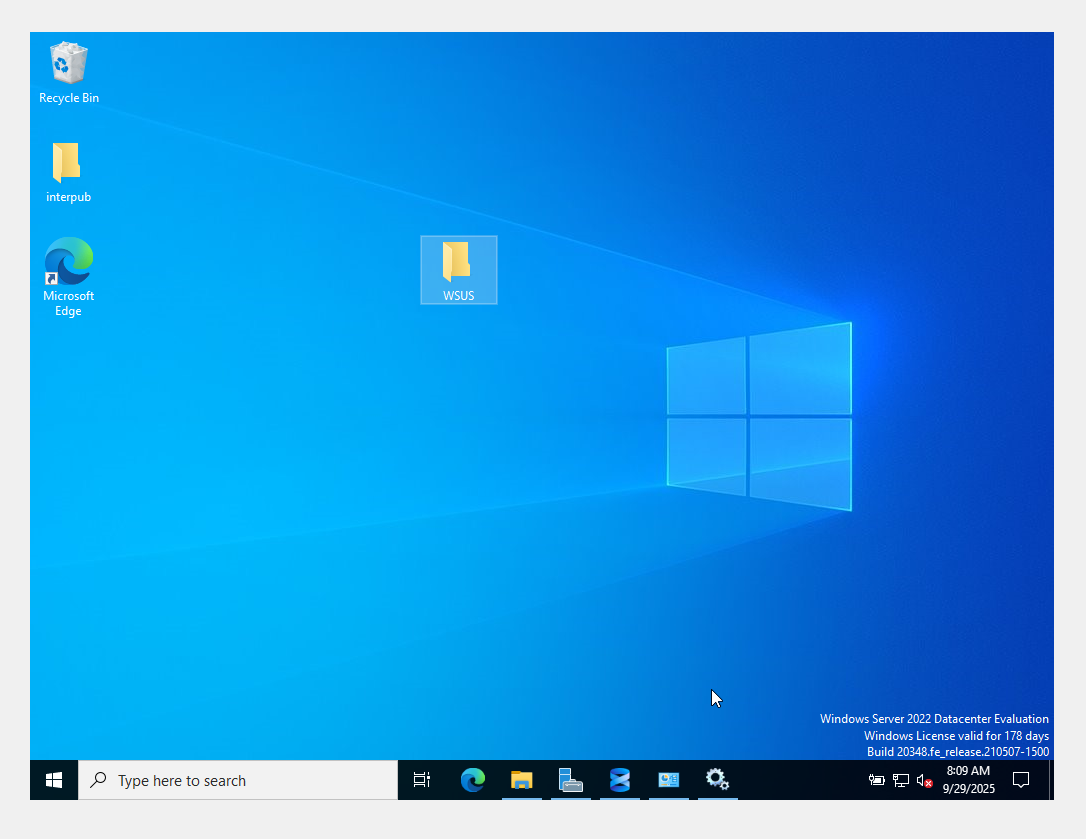 Recycle Bin
interpub
Microsoft
Edge
WSUS
Windows Server 2022 Datacenter Evaluation
Windows License valid for 178 days
Build 20348.fe_release.210507-1500
Type here to search
8:09 AM
9/29/2025